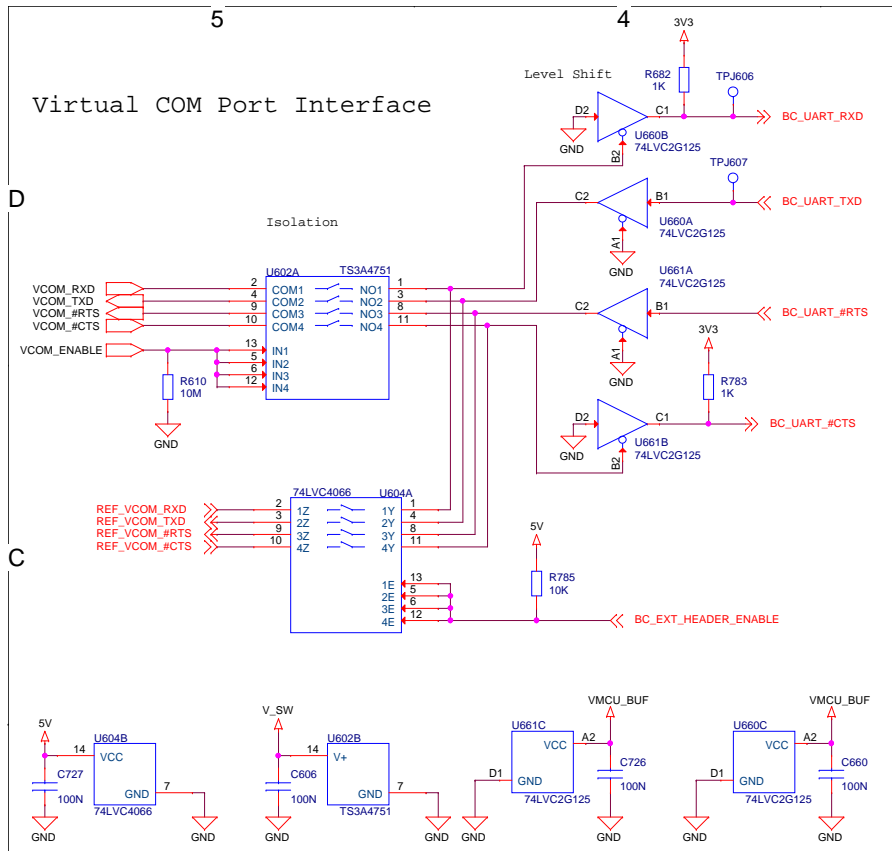 5 4
Virtual COM Port Interface
Level Shift
3V3
R682
1K
TPJ606
D2
C1
BC_UART_RXD
GND
B2
U660B
74LVC2G125
TPJ607
D
C2
B1
BC_UART_TXD
A1
U660A
74LVC2G125
GND
Isolation
U602A TS3A4751
VCOM_RXD 2 COM1 NO1 1
VCOM_TXD 4 COM2 NO2 3
VCOM_#RTS 9 COM3 NO3 8
VCOM_#CTS 10 COM4 NO4 11
VCOM_ENABLE 13 IN1
5 IN2
6 IN3
12 IN4
R610
10M
GND
U661A
74LVC2G125
C2
B1
BC_UART_#RTS
A1
GND
3V3
R783
1K
D2
C1
BC_UART_#CTS
GND
B2
U661B
74LVC2G125
74LVC4066 U604A
REF_VCOM_RXD 2 1Z 1Y 1
REF_VCOM_TXD 3 2Z 2Y 4
REF_VCOM_#RTS 9 3Z 3Y 8
REF_VCOM_#CTS 10 4Z 4Y 11
C
1E 13
2E 5
3E 6
4E 12
5V
R785
10K
BC_EXT_HEADER_ENABLE
5V
U604B
14
VCC
C727
100N
GND
7
74LVC4066
GND
GND
V_SW
U602B
14
V+
C606
100N
GND
7
TS3A4751
GND
GND
VMCU_BUF
U661C
A2
VCC
D1
GND
C726
100N
74LVC2G125
GND
GND
VMCU_BUF
U660C
A2
VCC
D1
GND
C660
100N
74LVC2G125
GND
GND